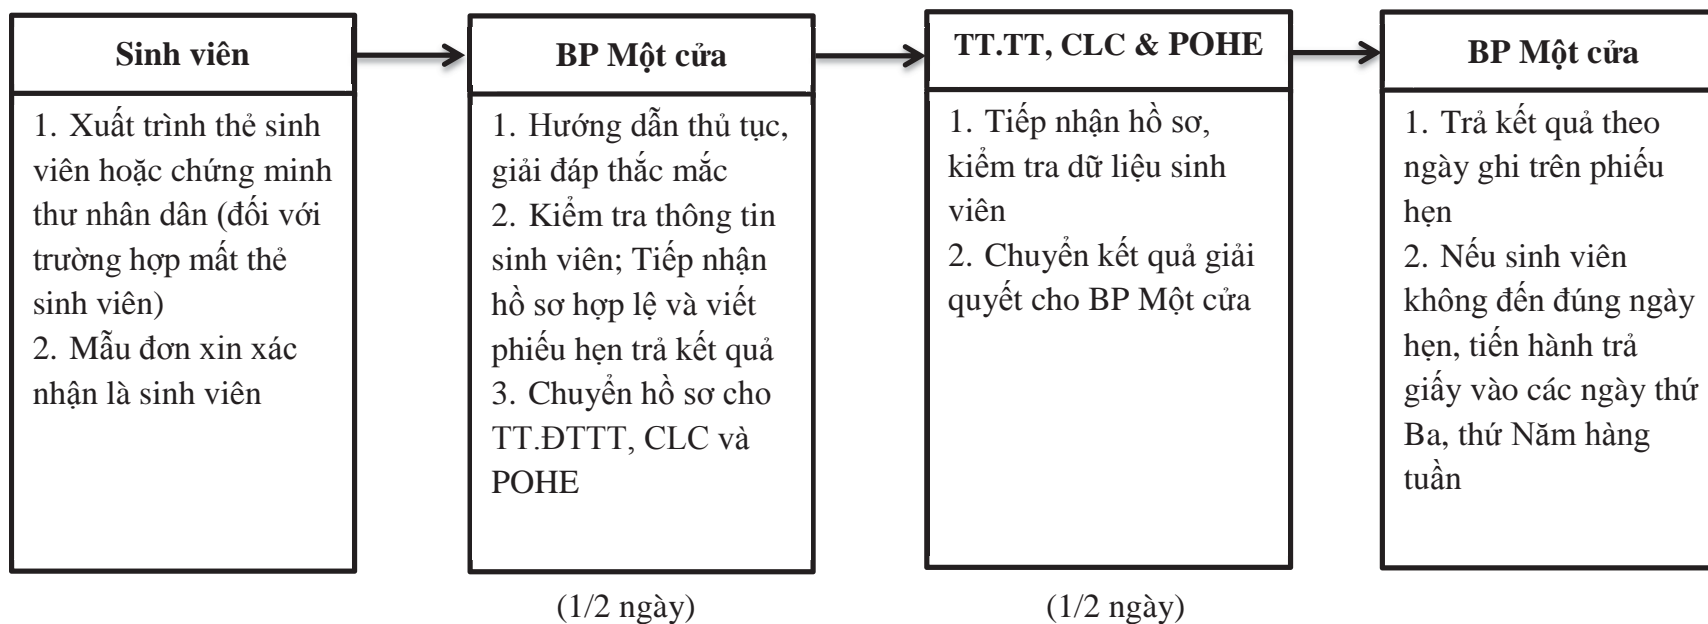 Sinh viên
1. Xuất trình thẻ sinh
viên hoặc chứng minh
thư nhân dân (đối với
trường hợp mất thẻ
sinh viên)
2. Mẫu đơn xin xác
nhận là sinh viên
BP Một cửa
1. Hướng dẫn thủ tục,
giải đáp thắc mắc
2. Kiểm tra thông tin
sinh viên; Tiếp nhận
hồ sơ hợp lệ và viết
phiếu hẹn trả kết quả
3. Chuyển hồ sơ cho
TT.ĐTTT, CLC và
POHE
(1/2 ngày)
TT.TT, CLC & POHE
1. Tiếp nhận hồ sơ,
kiểm tra dữ liệu sinh
viên
2. Chuyển kết quả giải
quyết cho BP Một cửa
(1/2 ngày)
BP Một cửa
1. Trả kết quả theo
ngày ghi trên phiếu
hẹn
2. Nếu sinh viên
không đến đúng ngày
hẹn, tiến hành trả
giấy vào các ngày thứ
Ba, thứ Năm hàng
tuần